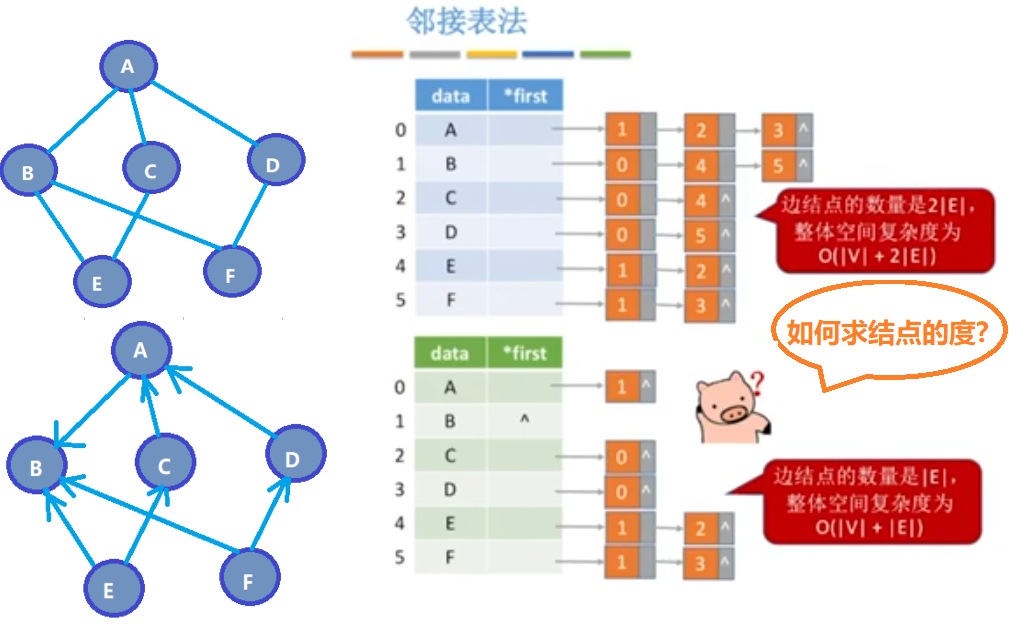 邻接表法
A
B
C
D
E
F
data *first
0 A 1 2 3 ^
1 B 0 4 5 ^
2 C 0 4 ^
3 D 0 5 ^
4 E 1 2 ^
5 F 1 3 ^
边结点的数量是2|E|，
整体空间复杂度为
O(|V| + 2|E|)
如何求结点的度?
A
B
C
D
E
F
data *first
0 A 1 ^
1 B ^
2 C 0 ^
3 D 0 ^
4 E 1 2 ^
5 F 1 3 ^
?
边结点的数量是|E|，
整体空间复杂度为
O(|V| + |E|)